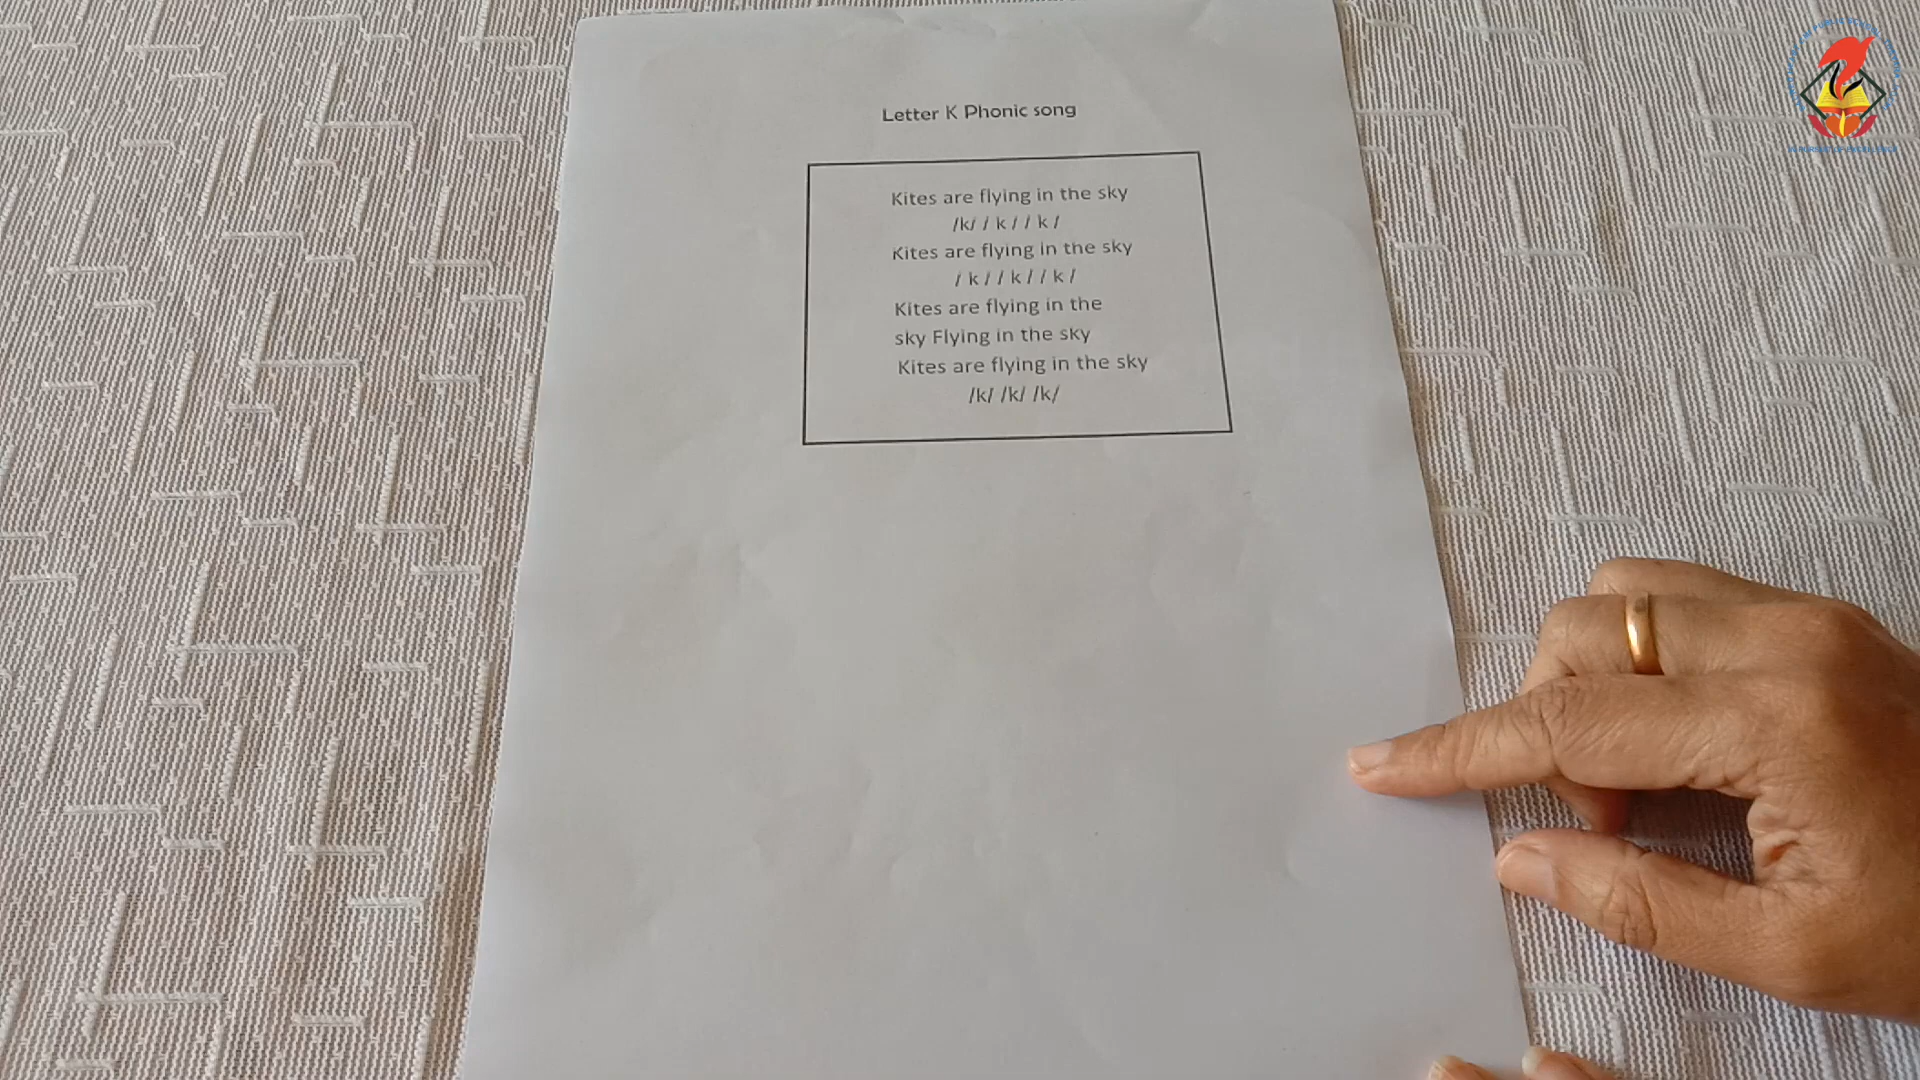 Letter K Phonic song
Kites are flying in the sky
/k/ / k / / k /
Kites are flying in the sky
/ k / / k / / k /
Kites are flying in the
sky Flying in the sky
Kites are flying in the sky
/k/ /k/ /k/